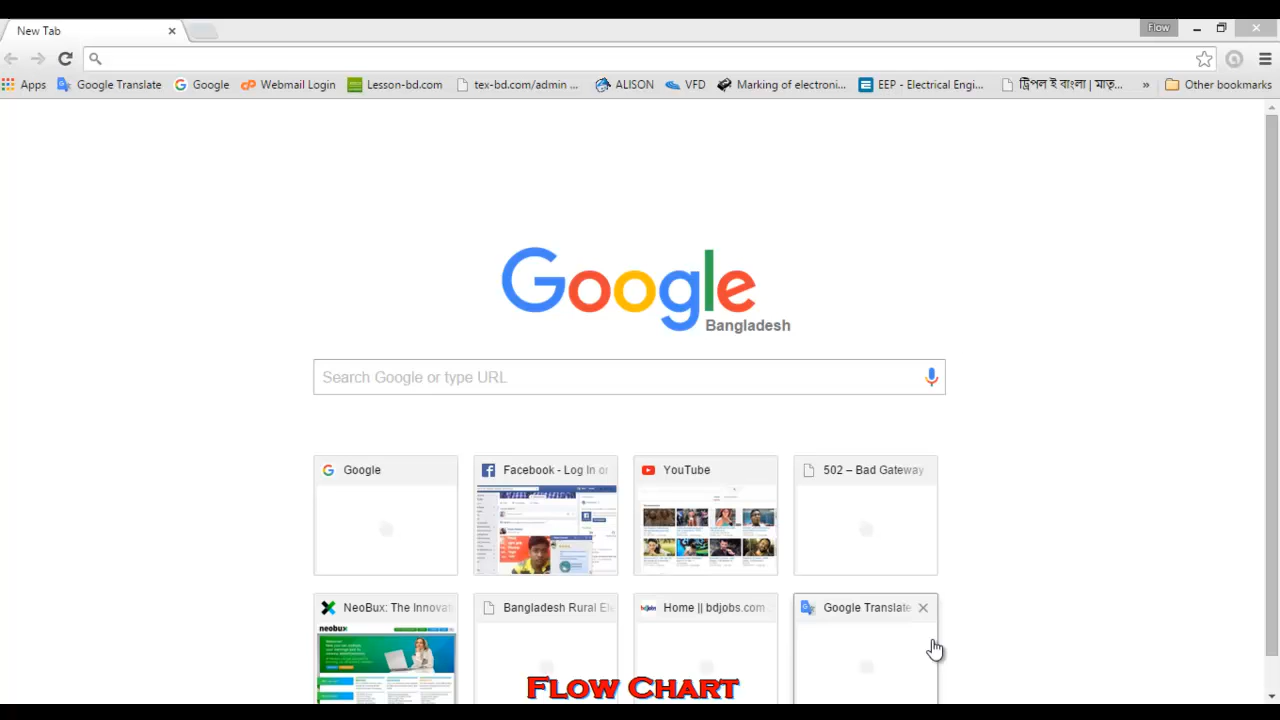 New Tab
Flow
Apps Google Translate Google Webmail Login Lesson-bd.com tex-bd.com/admin ... ALISON VFD Marking of electroni... EEP - Electrical Engi... ট্রিপল ই বাংলা | মাতৃ... » Other bookmarks
Google
Bangladesh
Search Google or type URL
Google Facebook - Log In or YouTube 502 – Bad Gateway
NeoBux: The Innovat Bangladesh Rural Ele Home || bdjobs.com Google Translate
neobux
Flow Chart